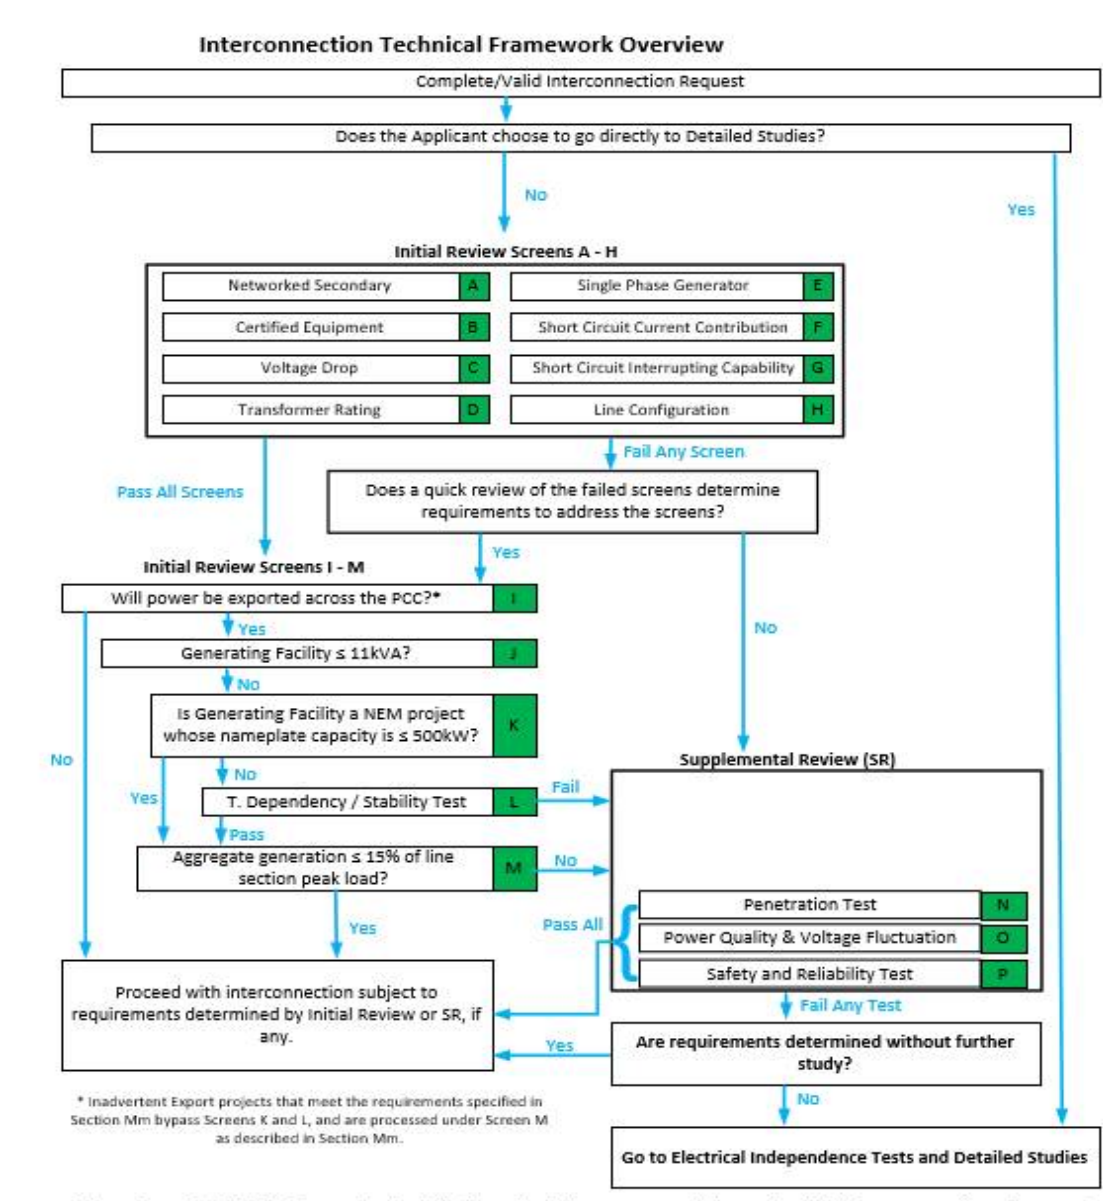 Interconnection Technical Framework Overview
Complete/Valid Interconnection Request
Does the Applicant choose to go directly to Detailed Studies?
No
Yes
Initial Review Screens A - H
Networked Secondary A
Single Phase Generator E
Certified Equipment B
Short Circuit Current Contribution F
Voltage Drop C
Short Circuit Interrupting Capability G
Transformer Rating D
Line Configuration H
Fail Any Screen
Pass All Screens
Does a quick review of the failed screens determine
requirements to address the screens?
Yes
Initial Review Screens I - M
Will power be exported across the PCC?* I
Yes
No
Generating Facility ≤ 11kVA? J
No
Is Generating Facility a NEM project
whose nameplate capacity is ≤ 500kW?
K
No
Supplemental Review (SR)
No
Yes
T. Dependency / Stability Test L
Fail
Pass
Aggregate generation ≤ 15% of line
section peak load?
M
No
Yes
Penetration Test N
Pass All
Power Quality & Voltage Fluctuation O
Safety and Reliability Test P
Fail Any Test
Proceed with interconnection subject to
requirements determined by Initial Review or SR, if
any.
Are requirements determined without further
study?
Yes
No
* Inadvertent Export projects that meet the requirements specified in
Section Mm bypass Screens K and L, and are processed under Screen M
as described in Section Mm.
Go to Electrical Independence Tests and Detailed Studies